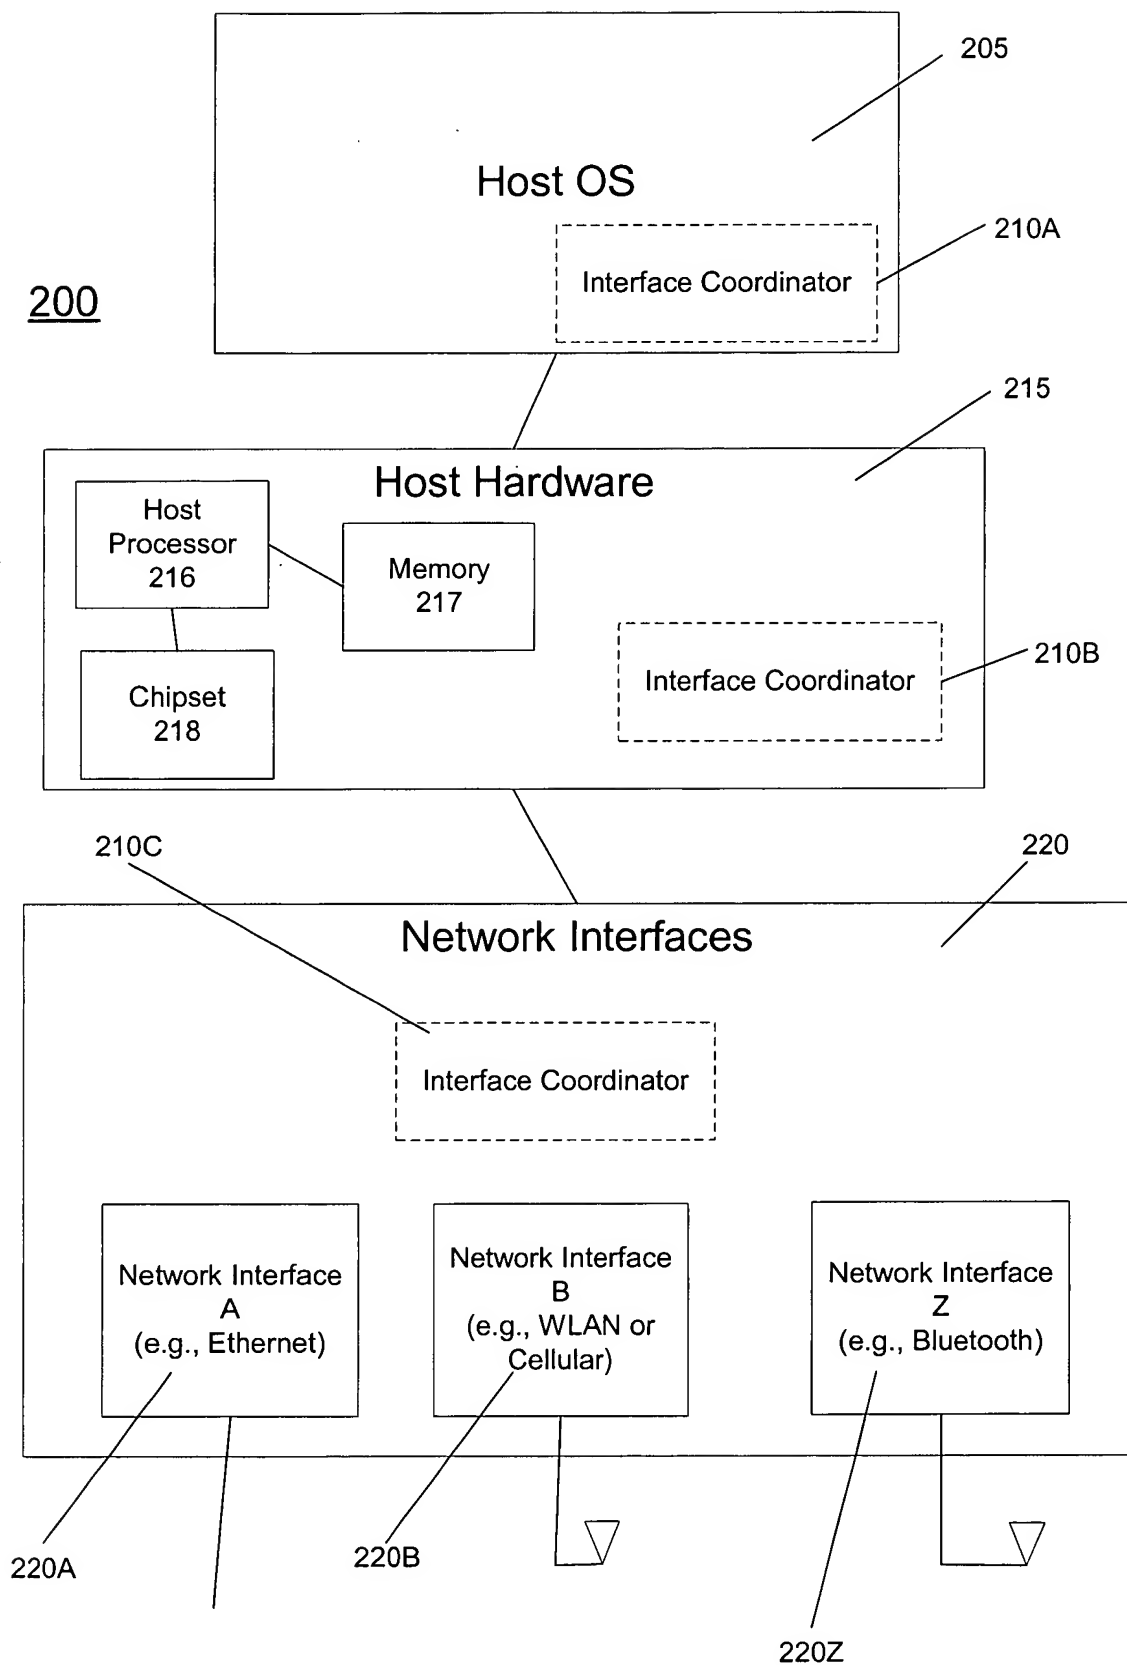 205
Host OS
210A
Interface Coordinator
200
215
Host Hardware
Host
Processor
216
Memory
217
Chipset
218
Interface Coordinator
210B
210C
220
Network Interfaces
Interface Coordinator
Network Interface
A
(e.g., Ethernet)
Network Interface
B
(e.g., WLAN or
Cellular)
Network Interface
Z
(e.g., Bluetooth)
220A
220B
220Z